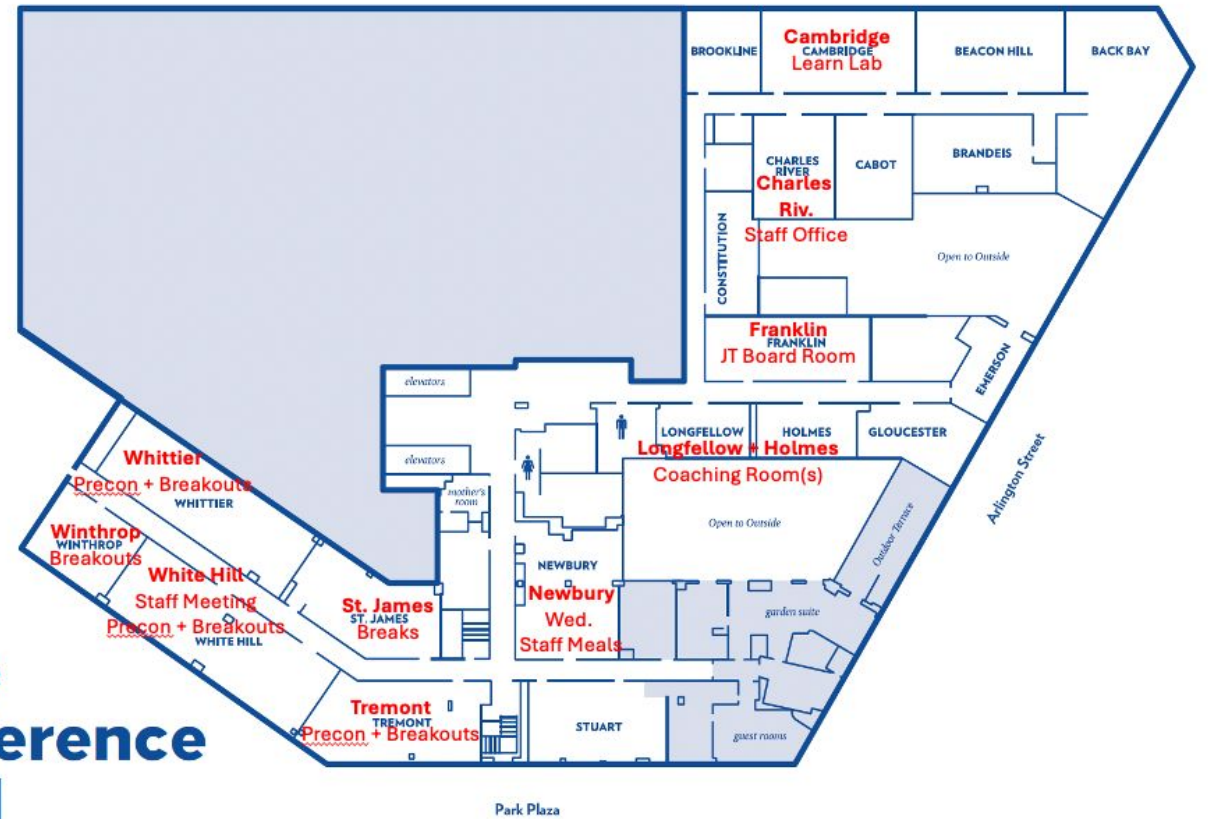 BROOKLINE
Cambridge
CAMBRIDGE
Learn Lab
BEACON HILL
BACK BAY
CHARLES
RIVER
Charles
Riv.
Staff Office
CABOT
BRANDEIS
CONSTITUTION
Open to Outside
Franklin
FRANKLIN
JT Board Room
EMERSON
elevators
elevators
LONGFELLOW
HOLMES
GLOUCESTER
Longfellow + Holmes
Coaching Room(s)
Arlington Street
Whittier
Precon + Breakouts
WHITTIER
mother's
room
Open to Outside
Outdoor Terrace
Winthrop
WINTHROP
Breakouts
White Hill
Staff Meeting
Precon + Breakouts
WHITE HILL
St. James
ST. JAMES
Breaks
NEWBURY
Newbury
Wed.
Staff Meals
garden suite
Tremont
TREMONT
Precon + Breakouts
STUART
guest rooms
erence
Park Plaza